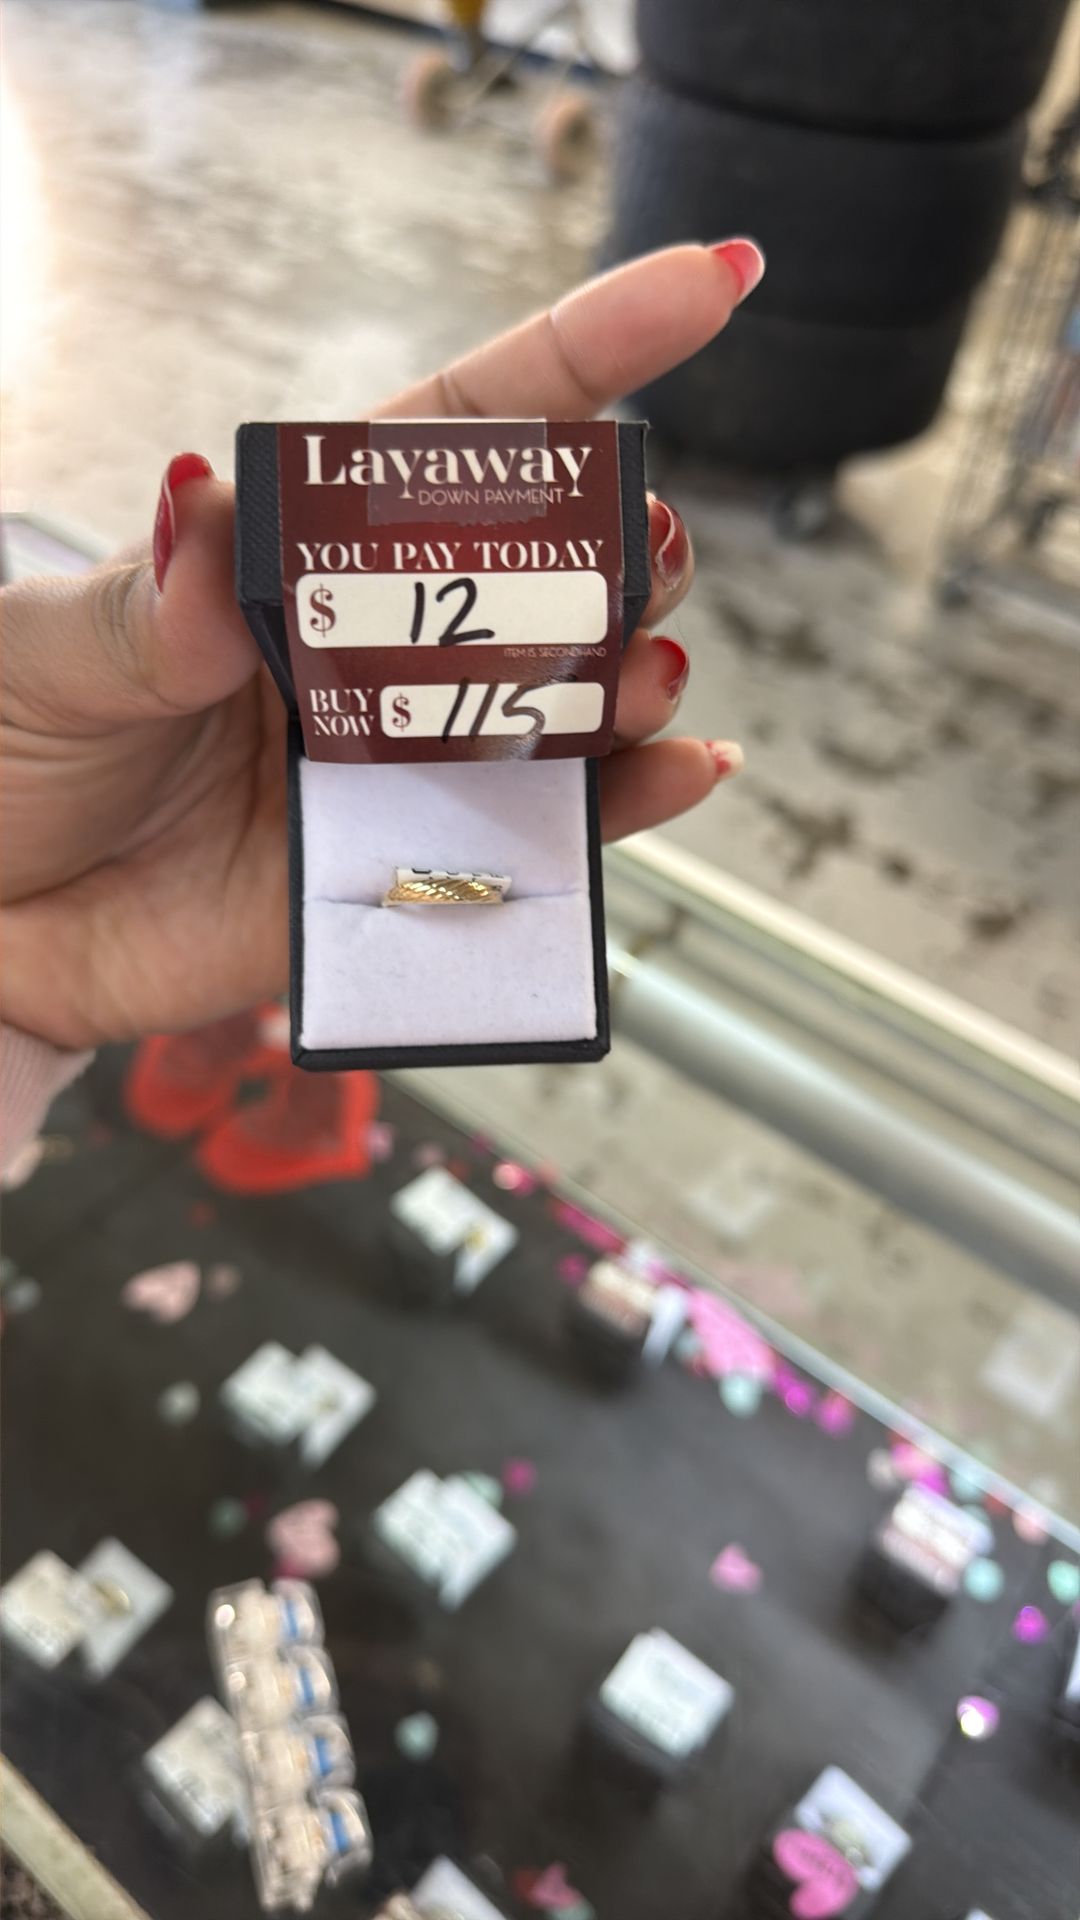 Layaway
DOWN PAYMENT
YOU PAY TODAY
$ 12
ITEM IS SECONDHAND
BUY NOW $ 115